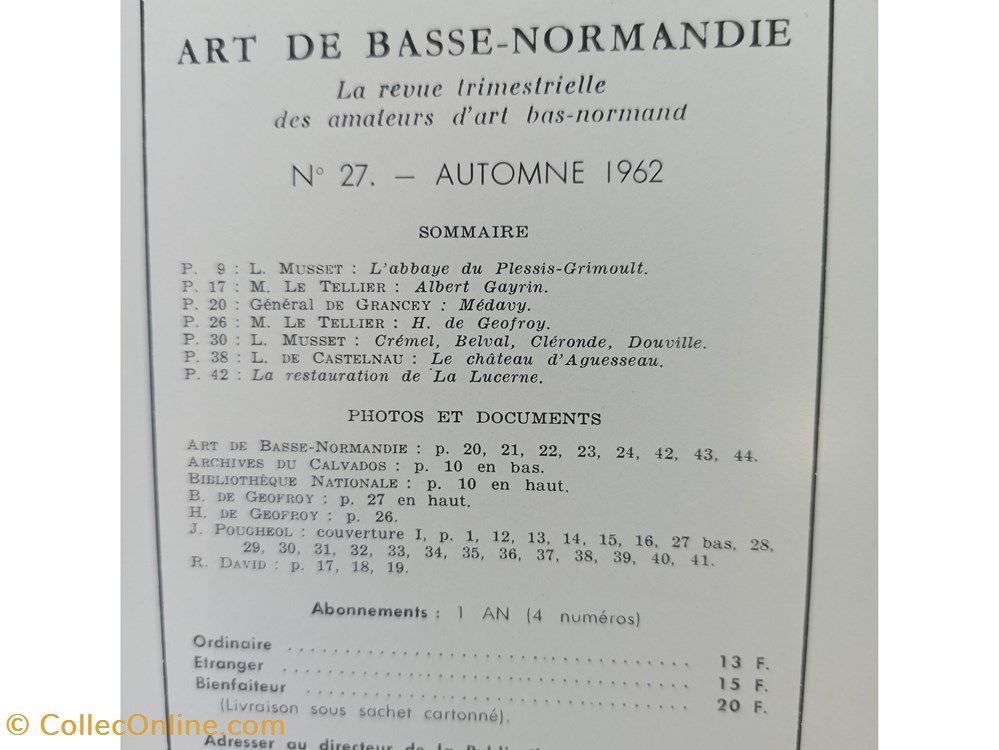 ART DE BASSE-NORMANDIE
La revue trimestrielle
des amateurs d'art bas-normand
N° 27. — AUTOMNE 1962
SOMMAIRE
P. 9 : L. MUSSET : L'abbaye du Plessis-Grimoult.
P. 17 : M. LE TELLIER : Albert Gayrin.
P. 20 : Général DE GRANCEY : Médavy.
P. 26 : M. LE TELLIER : H. de Geofroy.
P. 30 : L. MUSSET : Crémel, Belval, Cléronde, Douville.
P. 38 : L. DE CASTELNAU : Le château d'Aguesseau.
P. 42 : La restauration de La Lucerne.
PHOTOS ET DOCUMENTS
ART DE BASSE-NORMANDIE : p. 20, 21, 22, 23, 24, 42, 43, 44.
ARCHIVES DU CALVADOS : p. 10 en bas.
BIBLIOTHÈQUE NATIONALE : p. 10 en haut.
B. DE GEOFROY : p. 27 en haut.
H. DE GEOFROY : p. 26.
J. POUGHEOL : couverture I, p. 1, 12, 13, 14, 15, 16, 27 bas, 28,
29, 30, 31, 32, 33, 34, 35, 36, 37, 38, 39, 40, 41.
R. DAVID : p. 17, 18, 19.
Abonnements : 1 AN (4 numéros)
Ordinaire ........................................ 13 F.
Etranger ........................................ 15 F.
Bienfaiteur ..................................... 20 F.
(Livraison sous sachet cartonné).
Adresser au directeur de la
© CollecOnline.com